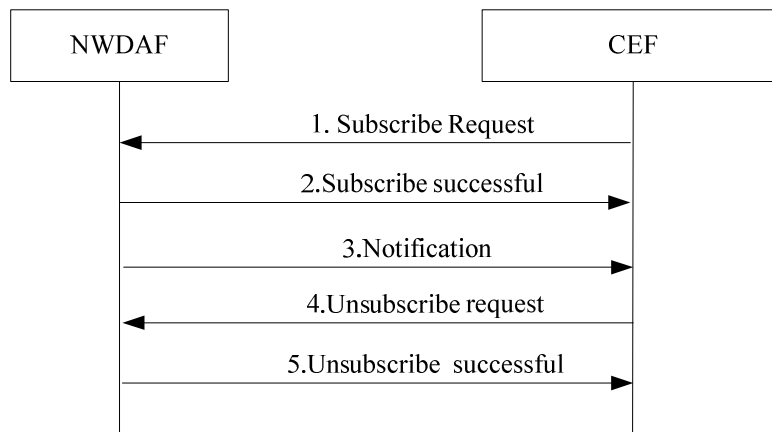 NWDAF
CEF
1. Subscribe Request
2.Subscribe successful
3.Notification
4.Unsubscribe request
5.Unsubscribe successful